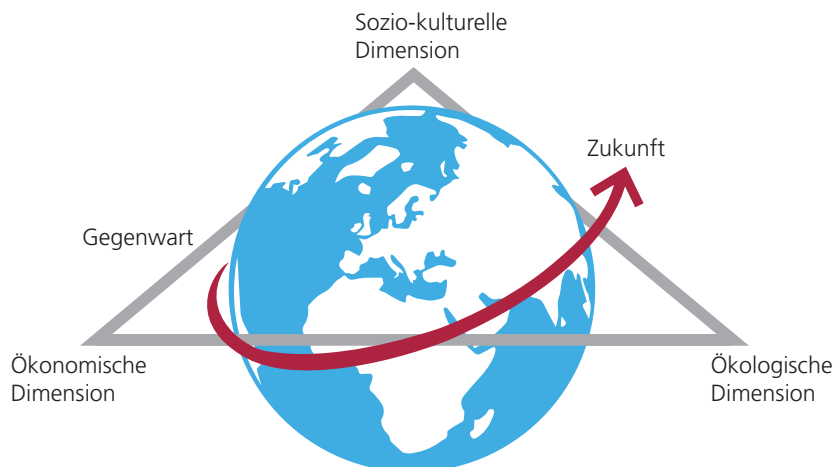 Sozio-kulturelle
Dimension
Zukunft
Gegenwart
Ökonomische
Dimension
Ökologische
Dimension